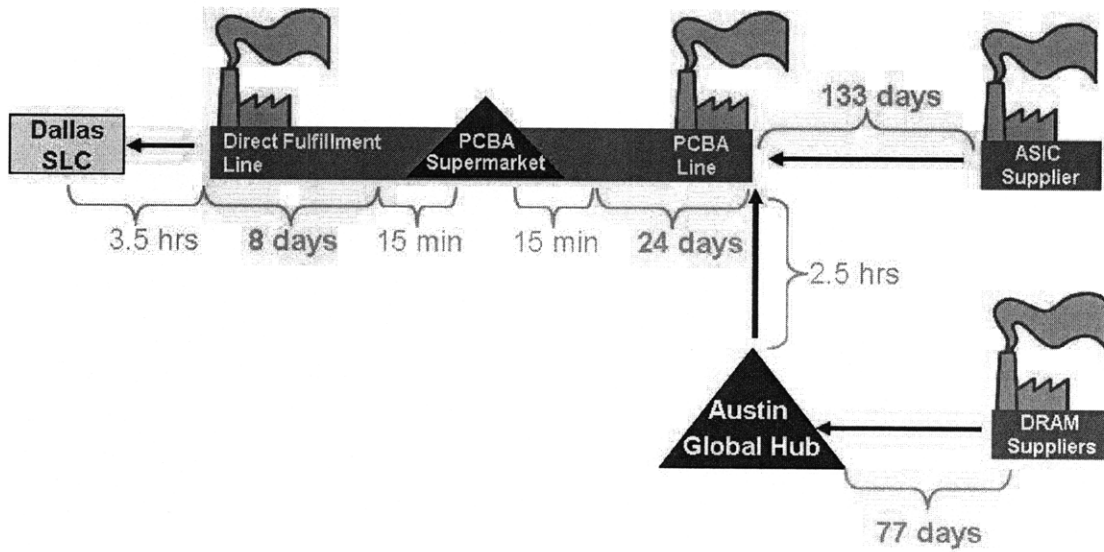 133 days
Dallas
SLC
Direct Fulfillment
Line
PCBA
Supermarket
PCBA
Line
ASIC
Supplier
3.5 hrs
8 days
15 min
15 min
24 days
2.5 hrs
Austin
Global Hub
DRAM
Suppliers
77 days